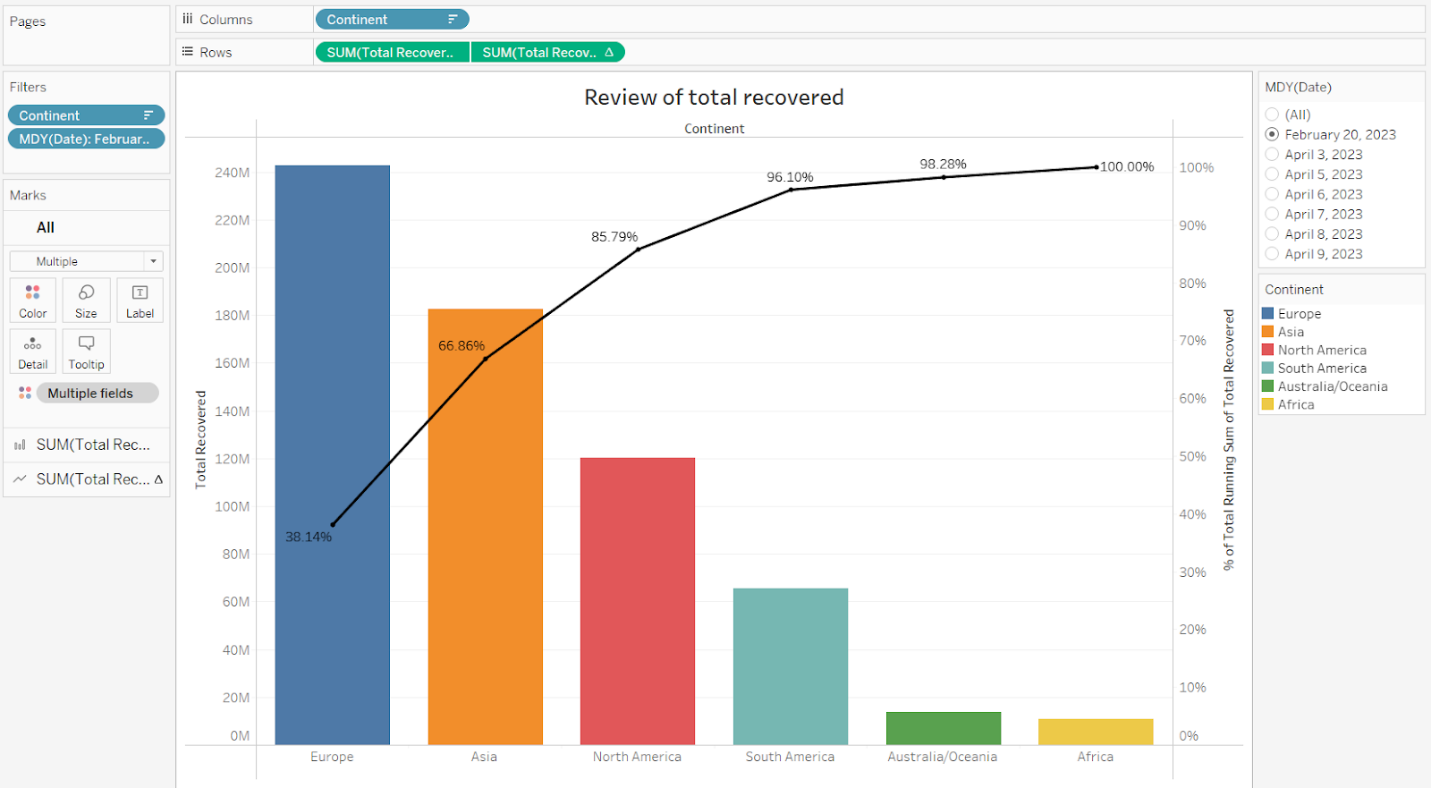 Pages
Columns
Continent
Rows
SUM(Total Recover..
SUM(Total Recov.. Δ
Filters
Continent
MDY(Date): Februar..
Marks
All
Multiple
Color
Size
Label
Detail
Tooltip
Multiple fields
SUM(Total Rec...
SUM(Total Rec... Δ
Review of total recovered
Continent
Total Recovered
240M
220M
200M
180M
160M
140M
120M
100M
80M
60M
40M
20M
0M
38.14%
66.86%
85.79%
96.10%
98.28%
100.00%
100%
90%
80%
70%
60%
50%
40%
30%
20%
10%
0%
% of Total Running Sum of Total Recovered
Europe
Asia
North America
South America
Australia/Oceania
Africa
MDY(Date)
(All)
February 20, 2023
April 3, 2023
April 5, 2023
April 6, 2023
April 7, 2023
April 8, 2023
April 9, 2023
Continent
Europe
Asia
North America
South America
Australia/Oceania
Africa